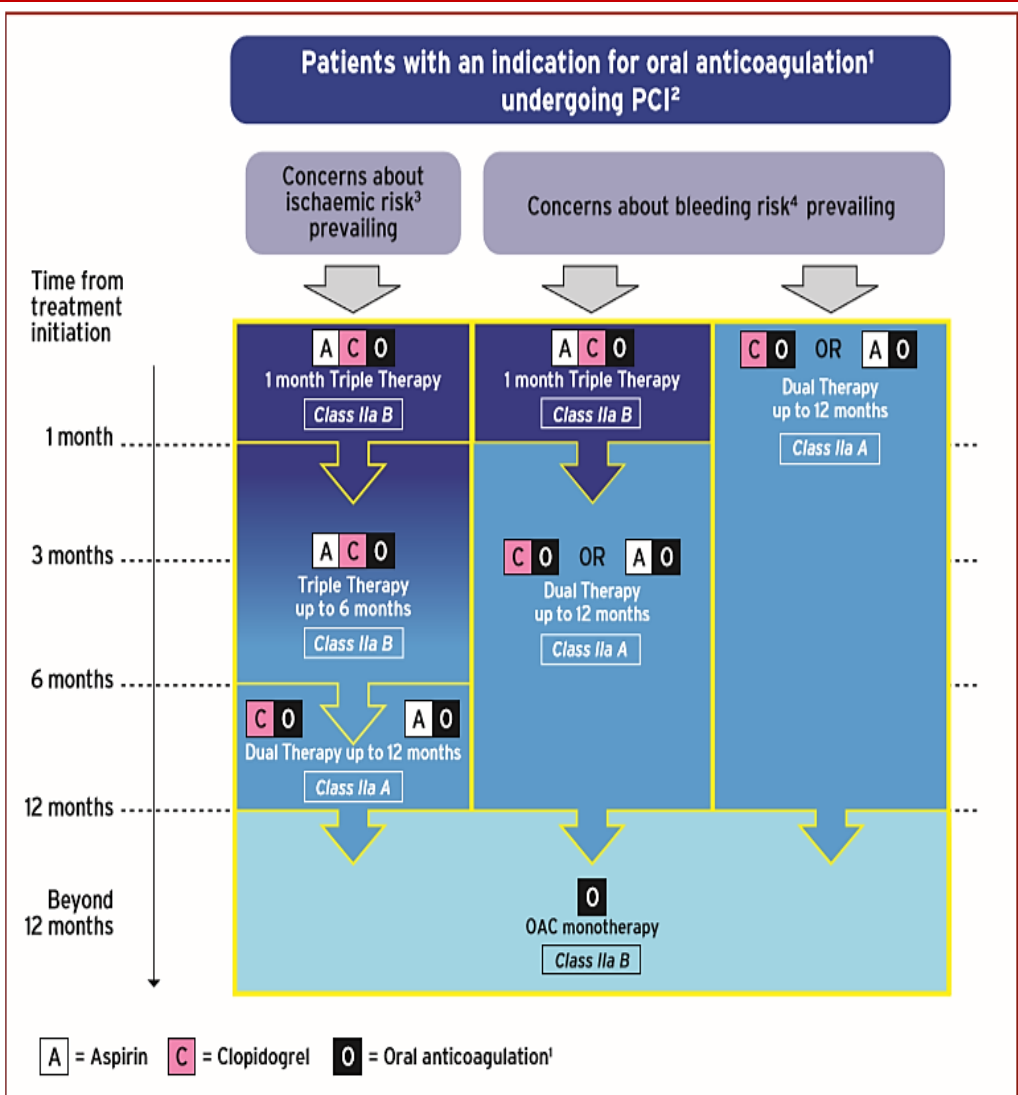 Patients with an indication for oral anticoagulation¹
undergoing PCI²
Concerns about
ischaemic risk³
prevailing
Concerns about bleeding risk⁴ prevailing
Time from
treatment
initiation
A C O
1 month Triple Therapy
Class IIa B
A C O
1 month Triple Therapy
Class IIa B
C O OR A O
Dual Therapy
up to 12 months
Class IIa A
1 month
A C O
Triple Therapy
up to 6 months
Class IIa B
3 months
C O OR A O
Dual Therapy
up to 12 months
Class IIa A
6 months
C O A O
Dual Therapy up to 12 months
Class IIa A
12 months
Beyond
12 months
O
OAC monotherapy
Class IIa B
A = Aspirin C = Clopidogrel O = Oral anticoagulation¹